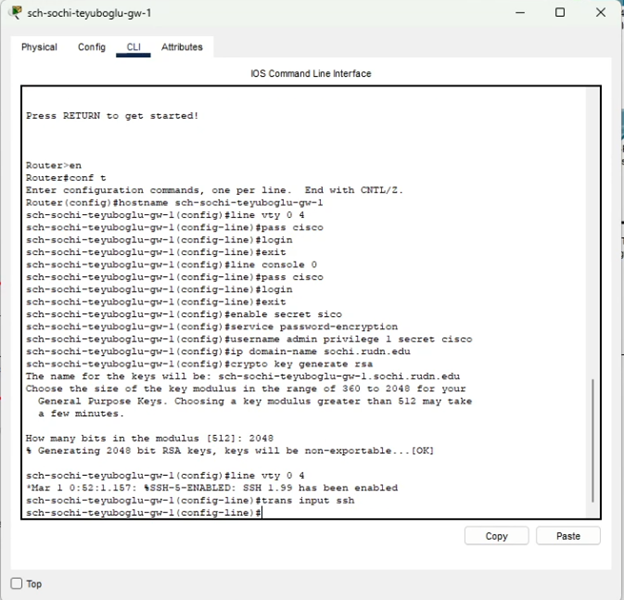 sch-sochi-teyuboglu-gw-1
Physical Config CLI Attributes
IOS Command Line Interface
Press RETURN to get started!
Router>en
Router#conf t
Enter configuration commands, one per line.  End with CNTL/Z.
Router(config)#hostname sch-sochi-teyuboglu-gw-1
sch-sochi-teyuboglu-gw-1(config)#line vty 0 4
sch-sochi-teyuboglu-gw-1(config-line)#pass cisco
sch-sochi-teyuboglu-gw-1(config-line)#login
sch-sochi-teyuboglu-gw-1(config-line)#exit
sch-sochi-teyuboglu-gw-1(config)#line console 0
sch-sochi-teyuboglu-gw-1(config-line)#pass cisco
sch-sochi-teyuboglu-gw-1(config-line)#login
sch-sochi-teyuboglu-gw-1(config-line)#exit
sch-sochi-teyuboglu-gw-1(config)#enable secret sico
sch-sochi-teyuboglu-gw-1(config)#service password-encryption
sch-sochi-teyuboglu-gw-1(config)#username admin privilege 1 secret cisco
sch-sochi-teyuboglu-gw-1(config)#ip domain-name sochi.rudn.edu
sch-sochi-teyuboglu-gw-1(config)#crypto key generate rsa
The name for the keys will be: sch-sochi-teyuboglu-gw-1.sochi.rudn.edu
Choose the size of the key modulus in the range of 360 to 2048 for your
General Purpose Keys. Choosing a key modulus greater than 512 may take
a few minutes.
How many bits in the modulus [512]: 2048
% Generating 2048 bit RSA keys, keys will be non-exportable...[OK]
sch-sochi-teyuboglu-gw-1(config)#line vty 0 4
*Mar 1 0:52:1.157: %SSH-5-ENABLED: SSH 1.99 has been enabled
sch-sochi-teyuboglu-gw-1(config-line)#trans input ssh
sch-sochi-teyuboglu-gw-1(config-line)#
Copy Paste
Top